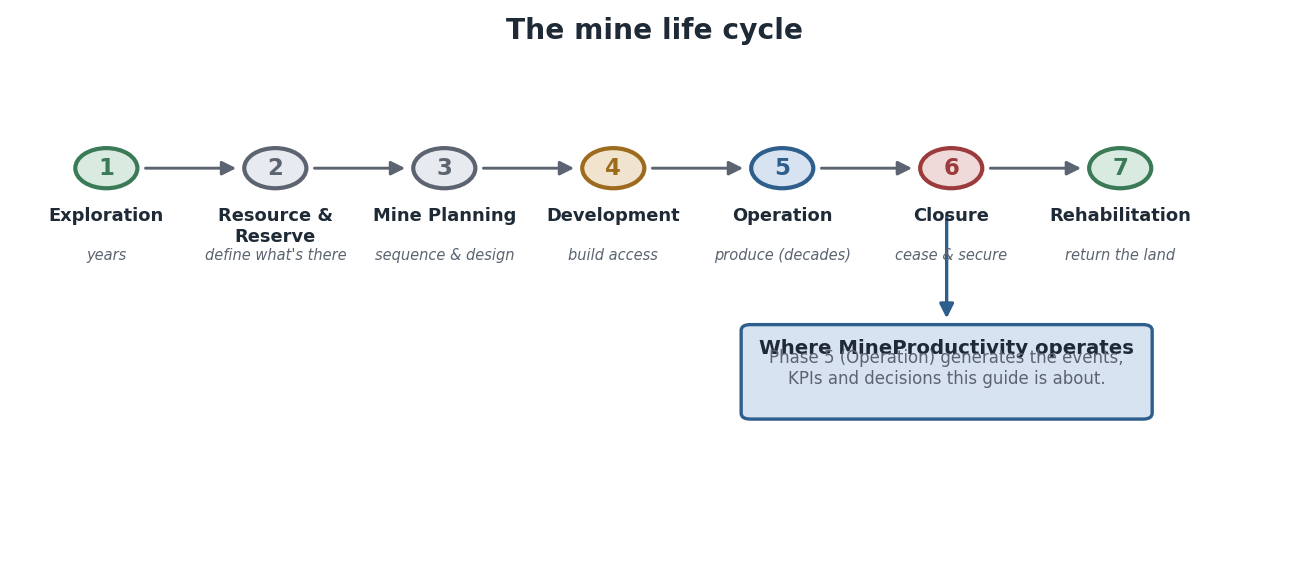 The mine life cycle
1
2
3
4
5
6
7
Exploration
Resource &
Reserve
Mine Planning
Development
Operation
Closure
Rehabilitation
years
define what's there
sequence & design
build access
produce (decades)
cease & secure
return the land
Where MineProductivity operates
Phase 5 (Operation) generates the events,
KPIs and decisions this guide is about.